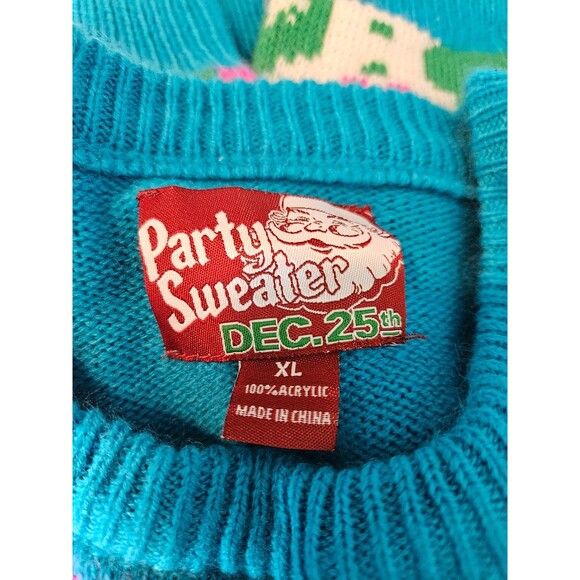 Party
Sweater
DEC. 25th
XL
100% ACRYLIC
MADE IN CHINA